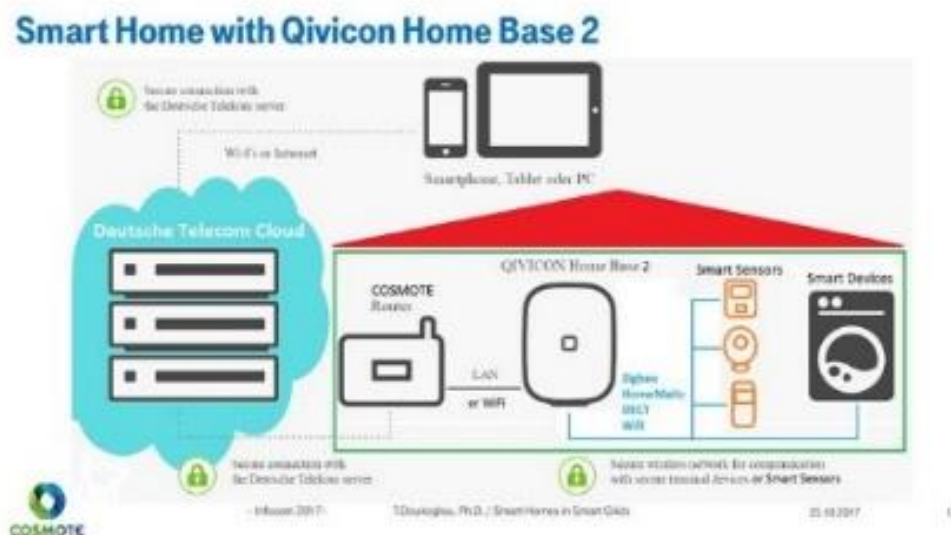 Smart Home with Qivicon Home Base 2
Secure connection with
the Deutsche Telekom server
Wi-Fi or Internet
Smartphone, Tablet oder PC
Deutsche Telecom Cloud
QIVICON Home Base 2
Smart Sensors
Smart Devices
COSMOTE
Router
LAN
or WiFi
Zigbee
HomeMatic
DECT
Wifi
Secure connection with
the Deutsche Telekom server
Secure wireless network for communication
with secure terminal devices or Smart Sensors
COSMOTE
- Infocom 2017-
Ph.D. / Smart Homes in Smart Grids
25.10.2017